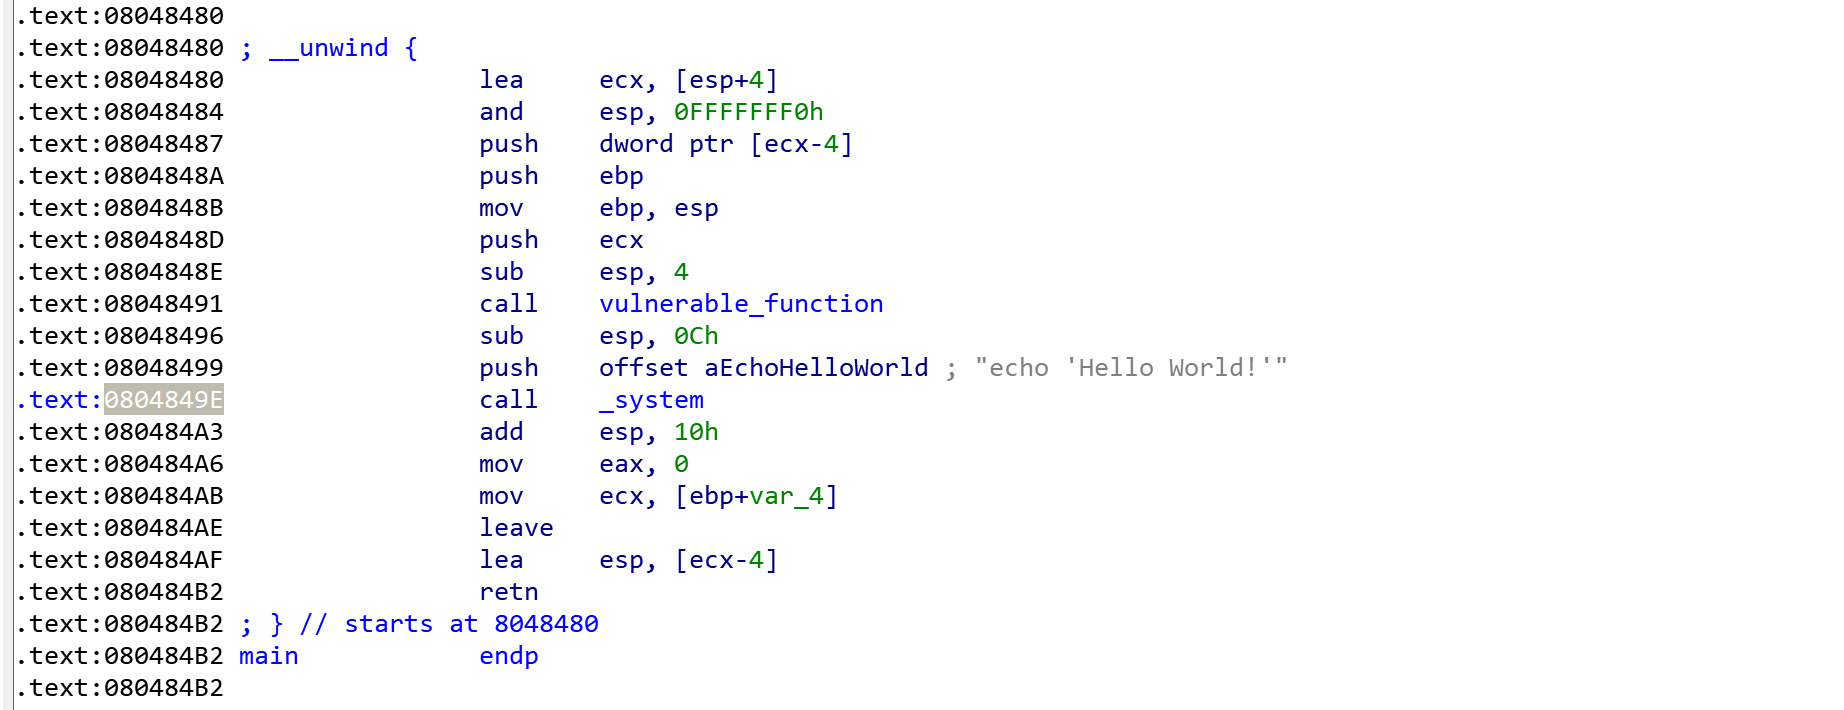 .text:08048480
.text:08048480 ; __unwind {
.text:08048480 lea ecx, [esp+4]
.text:08048484 and esp, 0FFFFFFF0h
.text:08048487 push dword ptr [ecx-4]
.text:0804848A push ebp
.text:0804848B mov ebp, esp
.text:0804848D push ecx
.text:0804848E sub esp, 4
.text:08048491 call vulnerable_function
.text:08048496 sub esp, 0Ch
.text:08048499 push offset aEchoHelloWorld ; "echo 'Hello World!'"
.text:0804849E call _system
.text:080484A3 add esp, 10h
.text:080484A6 mov eax, 0
.text:080484AB mov ecx, [ebp+var_4]
.text:080484AE leave
.text:080484AF lea esp, [ecx-4]
.text:080484B2 retn
.text:080484B2 ; } // starts at 8048480
.text:080484B2 main endp
.text:080484B2